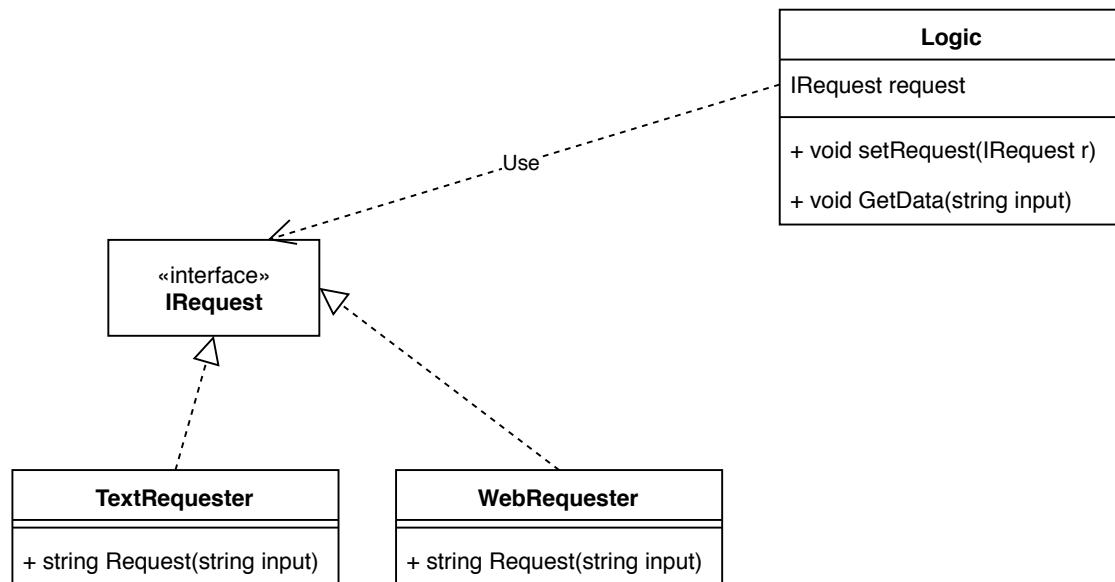 Logic
IRequest request
+ void setRequest(IRequest r)
+ void GetData(string input)
Use
«interface»
IRequest
TextRequester
+ string Request(string input)
WebRequester
+ string Request(string input)